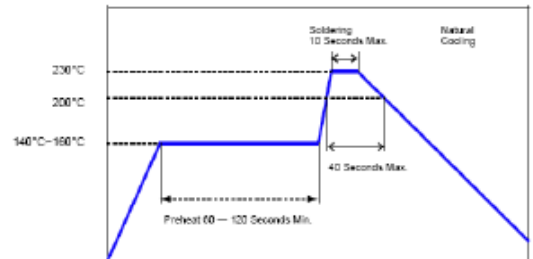 Soldering
10 Seconds Max.
Natural
Cooling
230°C
200°C
140°C~160°C
40 Seconds Max.
Preheat 60 — 120 Seconds Min.